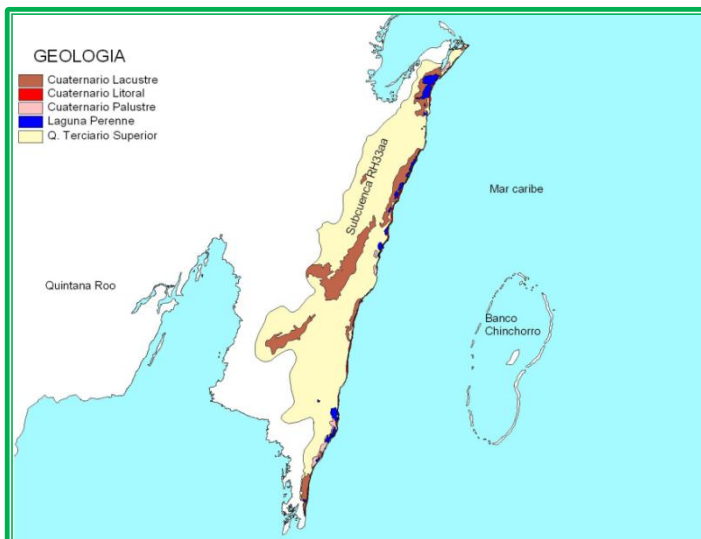 GEOLOGIA
Cuaternario Lacustre
Cuaternario Litoral
Cuaternario Palustre
Laguna Perenne
Q. Terciario Superior
Subcuenca RH33aa
Mar caribe
Quintana Roo
Banco
Chinchorro